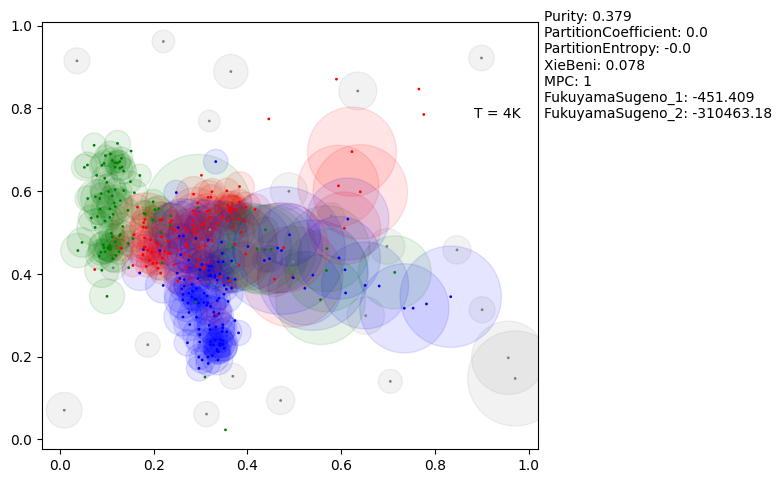 Purity: 0.379
PartitionCoefficient: 0.0
PartitionEntropy: -0.0
XieBeni: 0.078
MPC: 1
FukuyamaSugeno_1: -451.409
FukuyamaSugeno_2: -310463.18
T = 4K
1.0
0.8
0.6
0.4
0.2
0.0
0.0 0.2 0.4 0.6 0.8 1.0